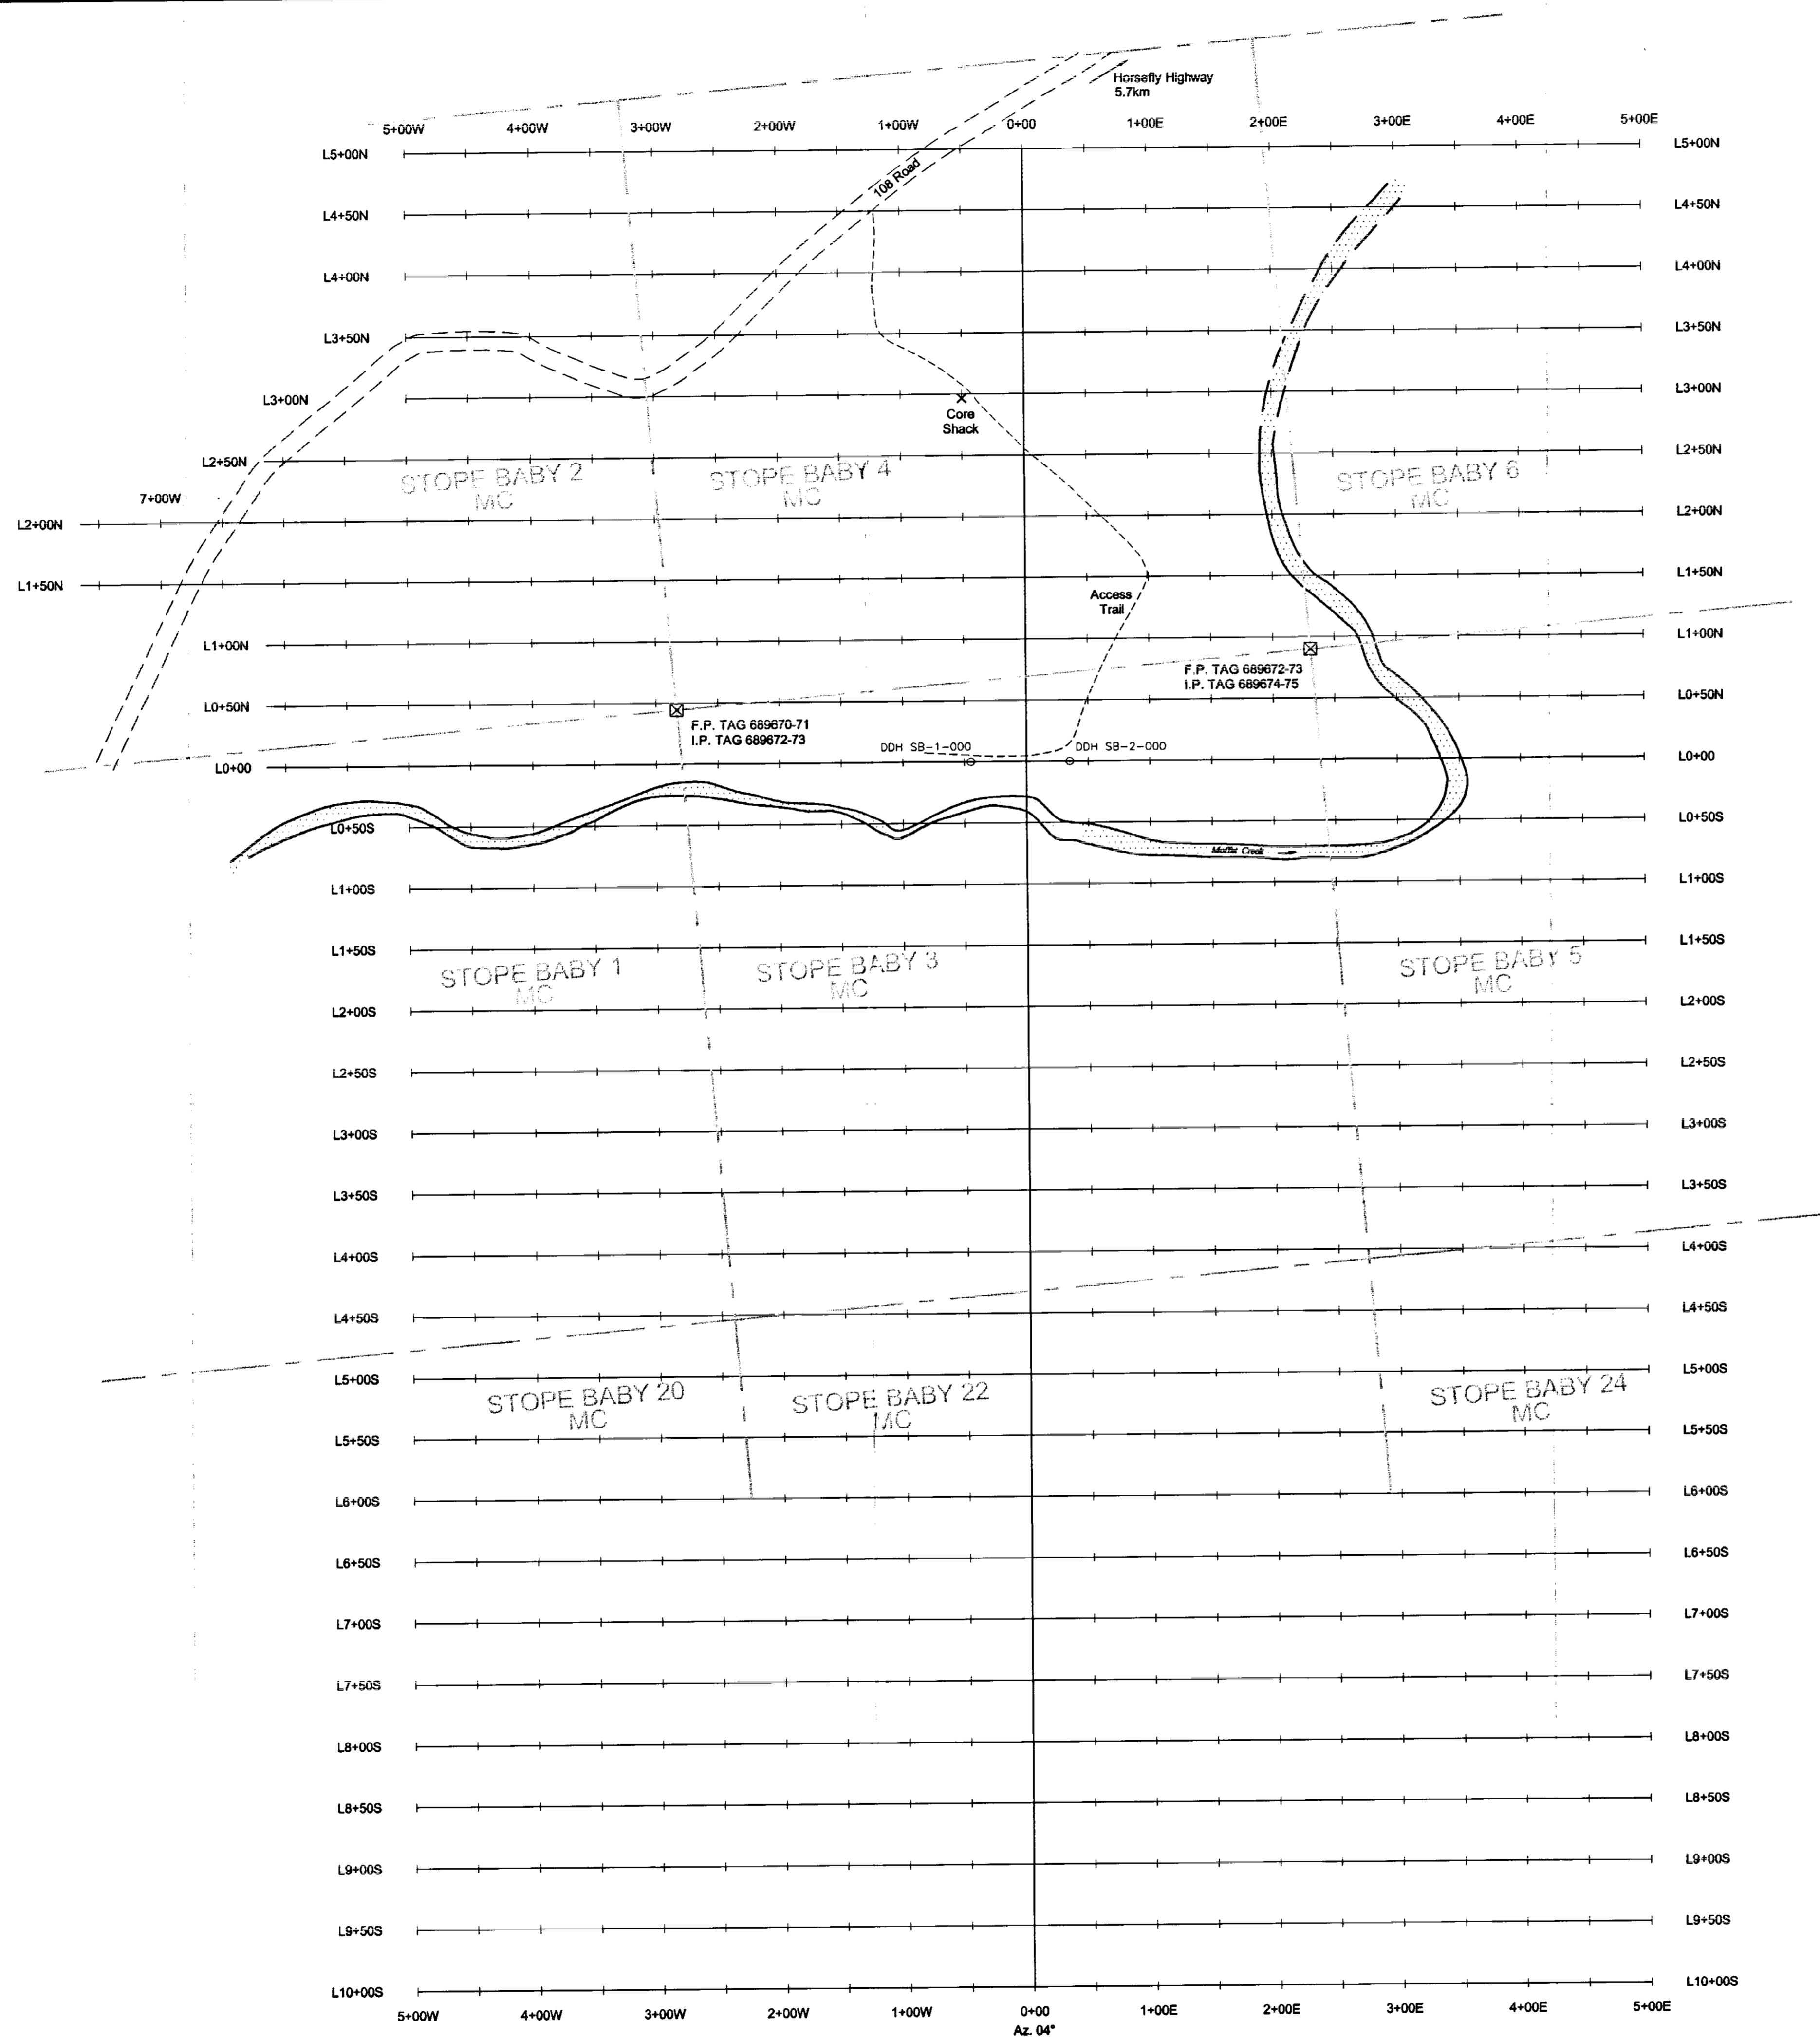 Horsefly Highway
5.7km
5+00W 4+00W 3+00W 2+00W 1+00W 0+00 1+00E 2+00E 3+00E 4+00E 5+00E
L5+00N L5+00N
108 Road
L4+50N L4+50N
L4+00N L4+00N
L3+50N L3+50N
L3+00N L3+00N
Core
Shack
L2+50N L2+50N
STOPE BABY 2
MC
STOPE BABY 4
MC
STOPE BABY 6
MC
7+00W
L2+00N L2+00N
L1+50N L1+50N
Access
Trail
L1+00N L1+00N
F.P. TAG 689672-73
I.P. TAG 689674-75
L0+50N L0+50N
F.P. TAG 689670-71
I.P. TAG 689672-73
DDH SB-1-000 DDH SB-2-000
L0+00 L0+00
L0+50S L0+50S
Moffat Creek
L1+00S L1+00S
L1+50S L1+50S
STOPE BABY 1
MC
STOPE BABY 3
MC
STOPE BABY 5
MC
L2+00S L2+00S
L2+50S L2+50S
L3+00S L3+00S
L3+50S L3+50S
L4+00S L4+00S
L4+50S L4+50S
L5+00S L5+00S
STOPE BABY 20
MC
STOPE BABY 22
MC
STOPE BABY 24
MC
L5+50S L5+50S
L6+00S L6+00S
L6+50S L6+50S
L7+00S L7+00S
L7+50S L7+50S
L8+00S L8+00S
L8+50S L8+50S
L9+00S L9+00S
L9+50S L9+50S
L10+00S L10+00S
5+00W 4+00W 3+00W 2+00W 1+00W 0+00 1+00E 2+00E 3+00E 4+00E 5+00E
Az. 04°